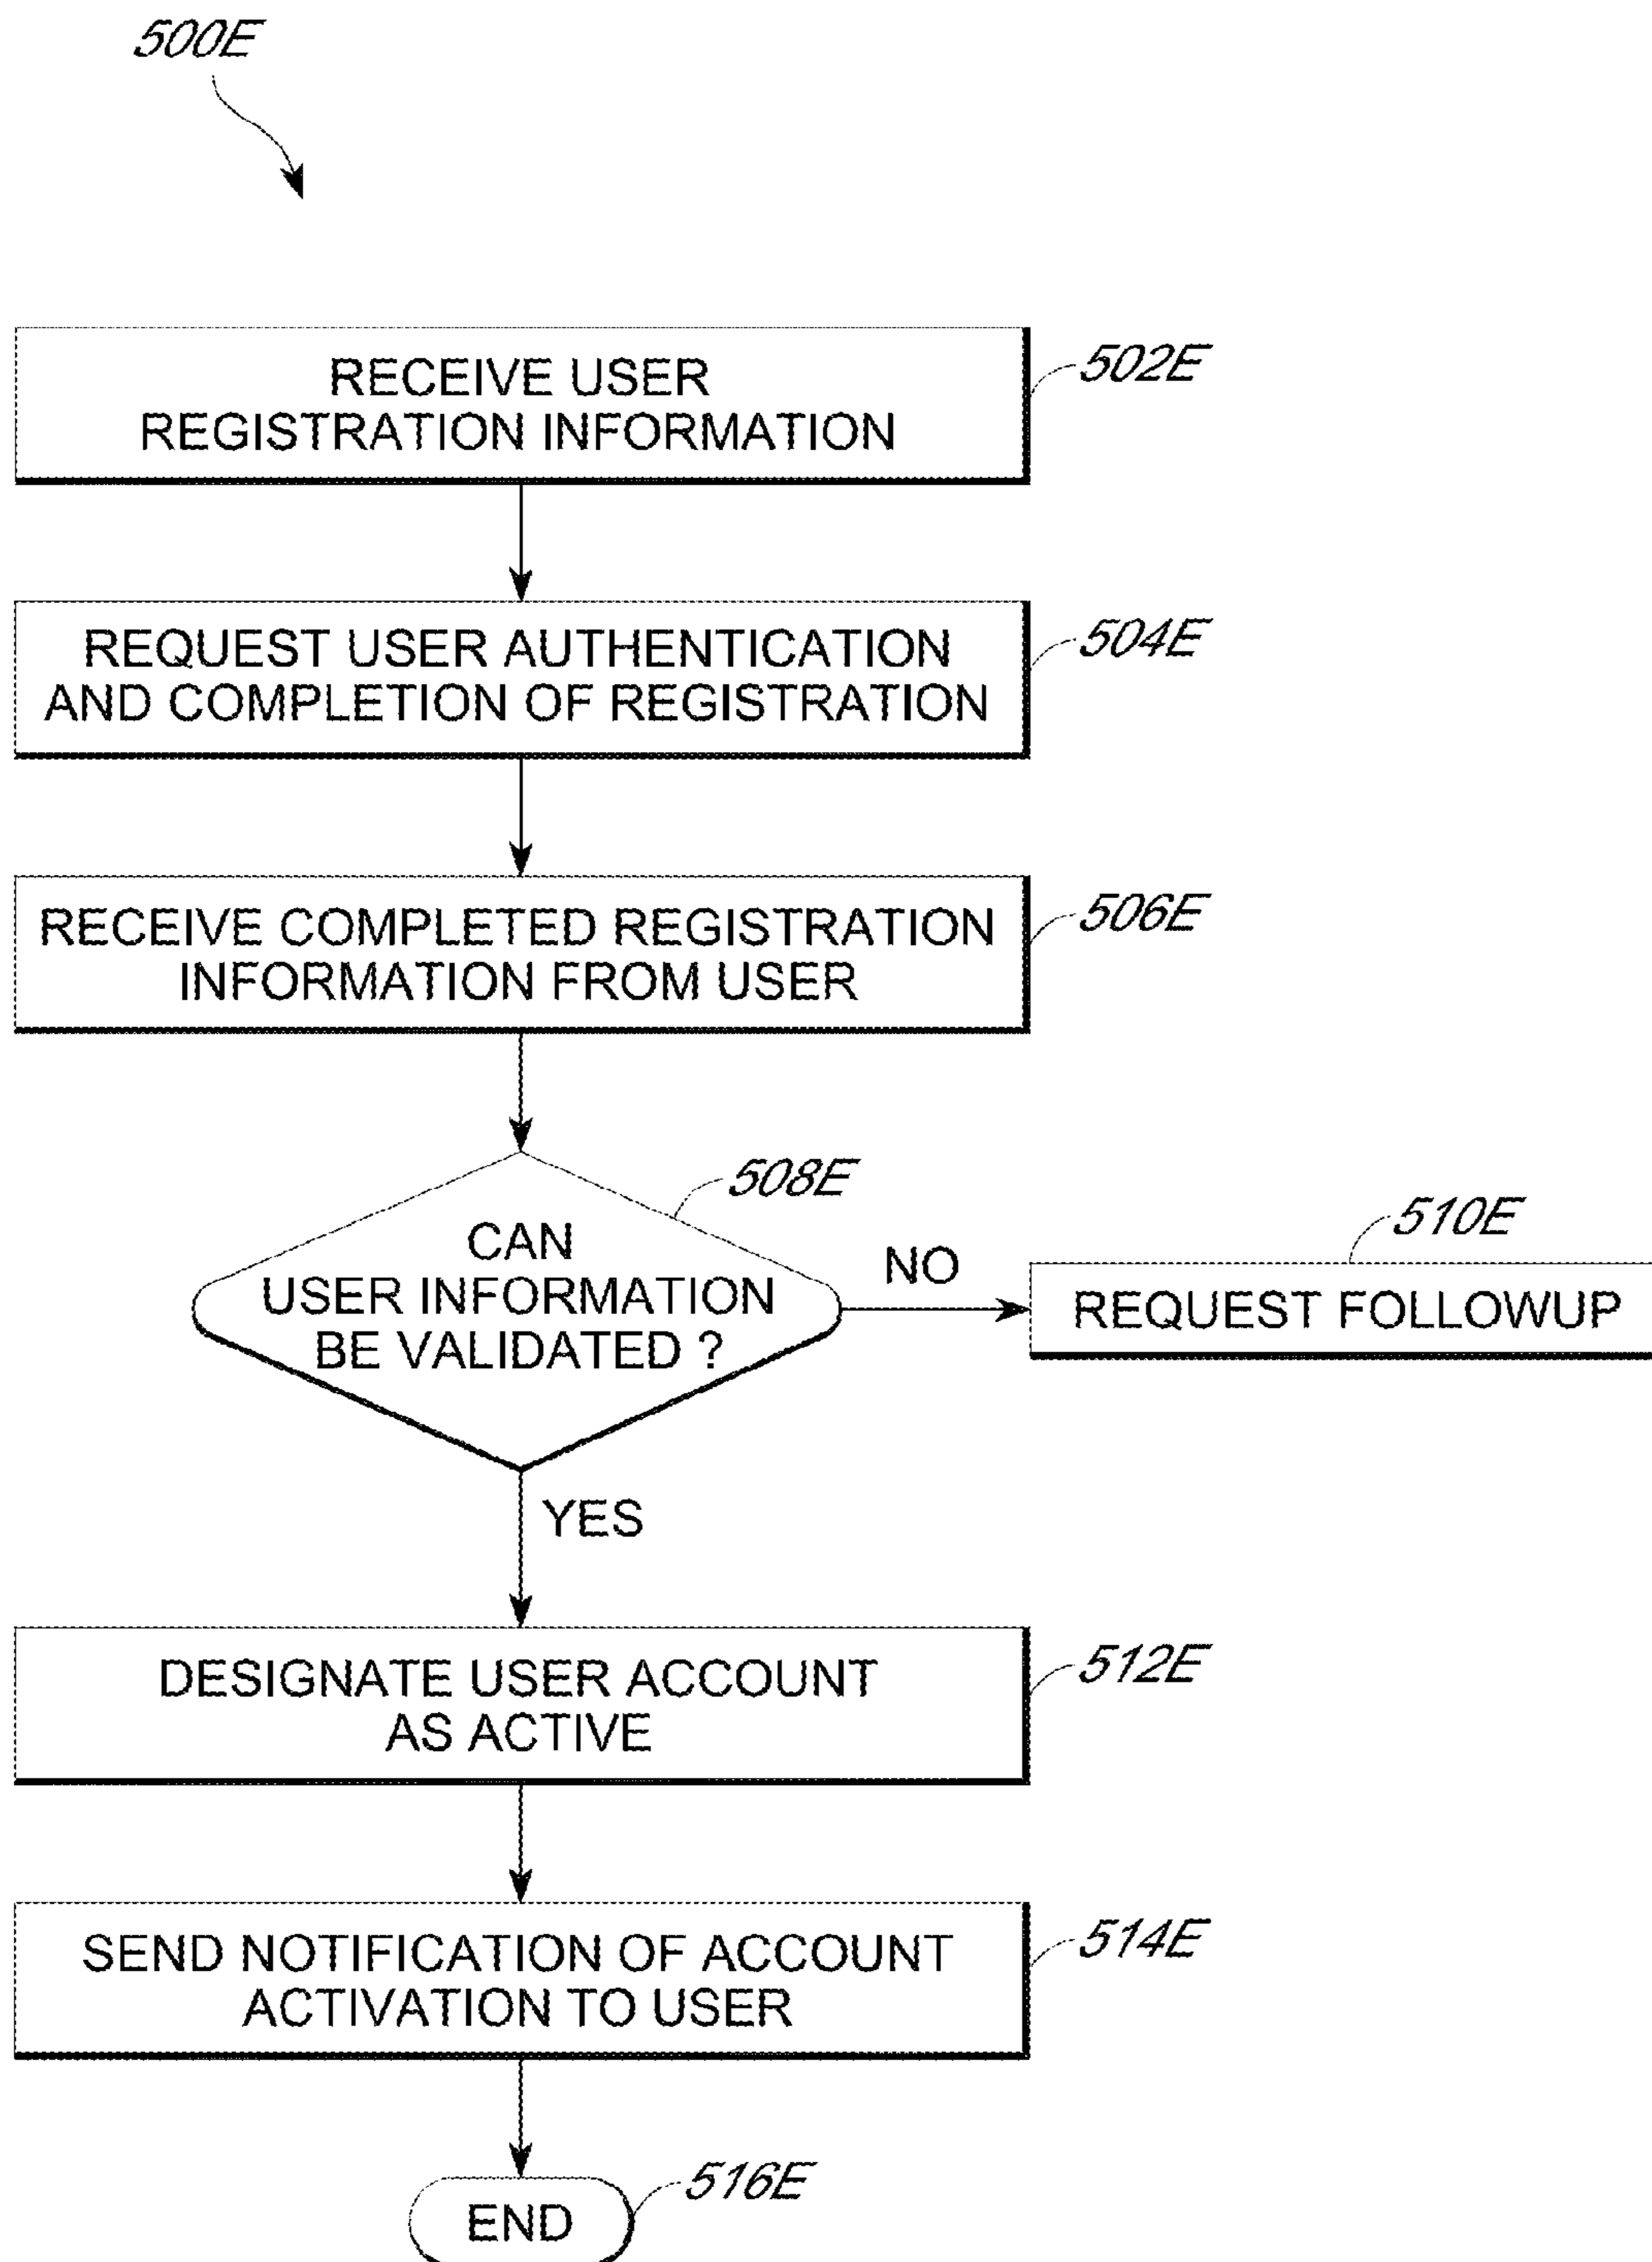 500E
RECEIVE USER
REGISTRATION INFORMATION
502E
REQUEST USER AUTHENTICATION
AND COMPLETION OF REGISTRATION
504E
RECEIVE COMPLETED REGISTRATION
INFORMATION FROM USER
506E
508E
CAN
USER INFORMATION
BE VALIDATED ?
NO
510E
REQUEST FOLLOWUP
YES
DESIGNATE USER ACCOUNT
AS ACTIVE
512E
SEND NOTIFICATION OF ACCOUNT
ACTIVATION TO USER
514E
END
516E